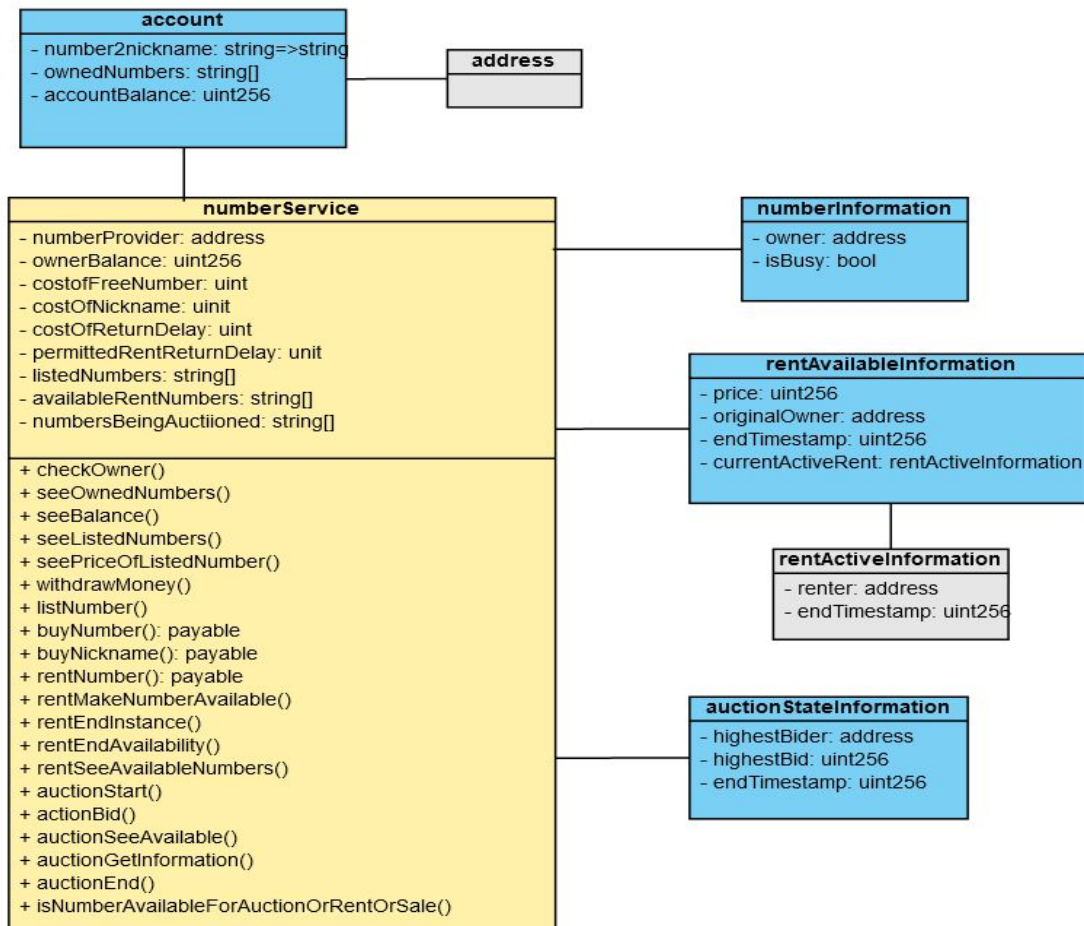 account
- number2nickname: string=>string
- ownedNumbers: string[]
- accountBalance: uint256
address
numberService
- numberProvider: address
- ownerBalance: uint256
- costofFreeNumber: uint
- costOfNickname: uinit
- costOfReturnDelay: uint
- permittedRentReturnDelay: unit
- listedNumbers: string[]
- availableRentNumbers: string[]
- numbersBeingAuctiioned: string[]
+ checkOwner()
+ seeOwnedNumbers()
+ seeBalance()
+ seeListedNumbers()
+ seePriceOfListedNumber()
+ withdrawMoney()
+ listNumber()
+ buyNumber(): payable
+ buyNickname(): payable
+ rentNumber(): payable
+ rentMakeNumberAvailable()
+ rentEndInstance()
+ rentEndAvailability()
+ rentSeeAvailableNumbers()
+ auctionStart()
+ actionBid()
+ auctionSeeAvailable()
+ auctionGetInformation()
+ auctionEnd()
+ isNumberAvailableForAuctionOrRentOrSale()
numberInformation
- owner: address
- isBusy: bool
rentAvailableInformation
- price: uint256
- originalOwner: address
- endTimestamp: uint256
- currentActiveRent: rentActiveInformation
rentActiveInformation
- renter: address
- endTimestamp: uint256
auctionStateInformation
- highestBider: address
- highestBid: uint256
- endTimestamp: uint256